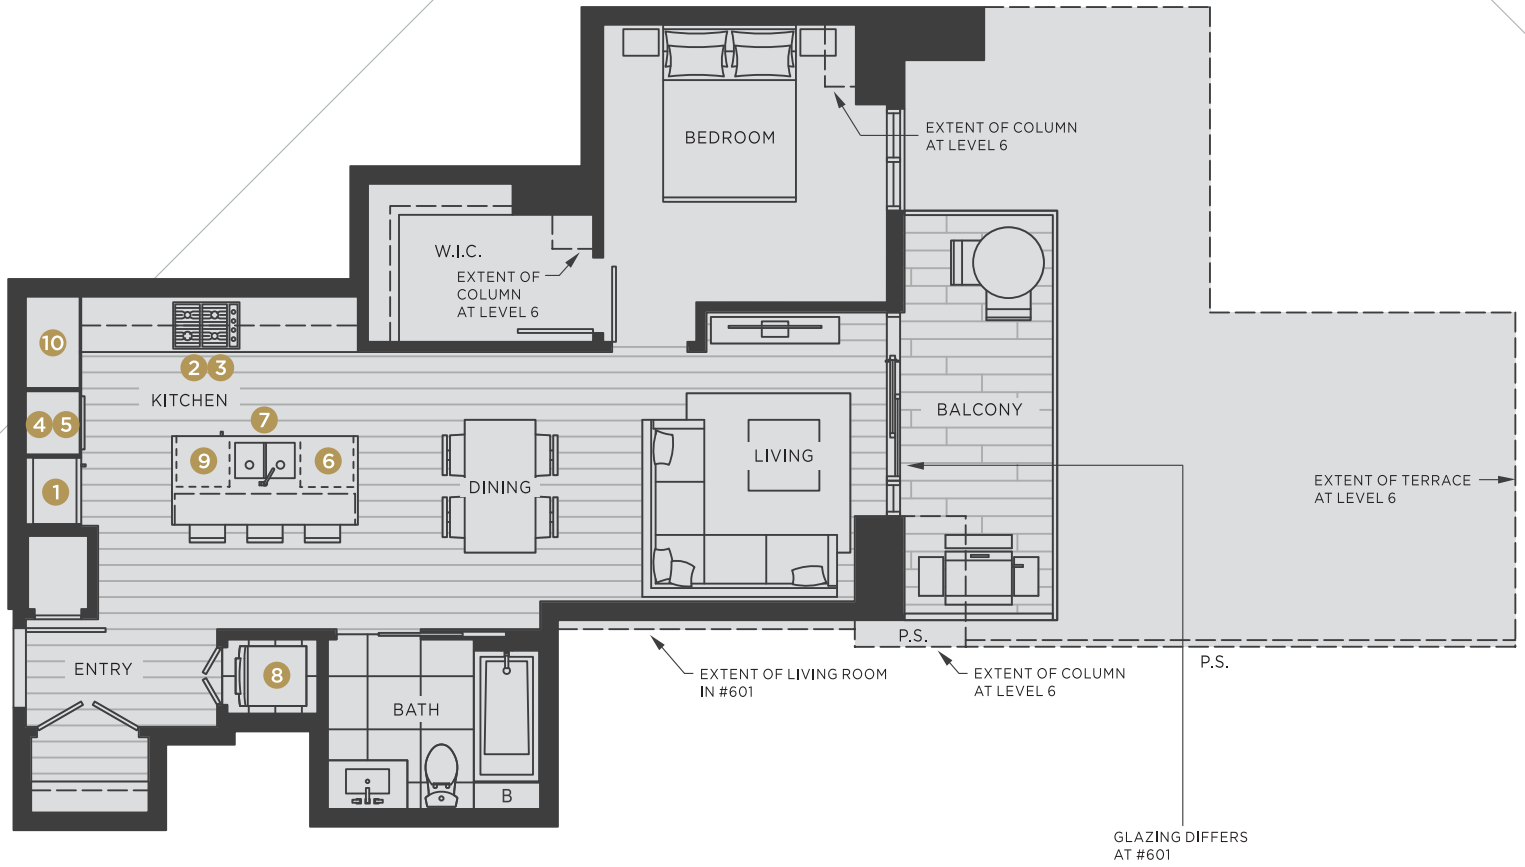 BEDROOM
EXTENT OF COLUMN
AT LEVEL 6
W.I.C.
EXTENT OF
COLUMN
AT LEVEL 6
10
2 3
KITCHEN
4 5
7
9
6
1
DINING
LIVING
BALCONY
EXTENT OF TERRACE
AT LEVEL 6
P.S.
P.S.
ENTRY
8
BATH
B
EXTENT OF LIVING ROOM
IN #601
EXTENT OF COLUMN
AT LEVEL 6
GLAZING DIFFERS
AT #601